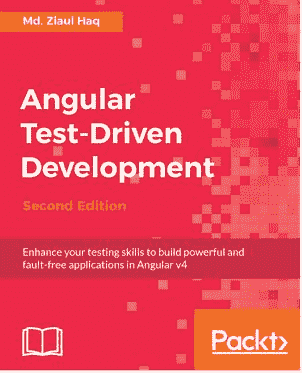 Md. Ziaul Haq
Angular
Test-Driven
Development
Second Edition
Enhance your testing skills to build powerful and
fault-free applications in Angular v4
Packt>